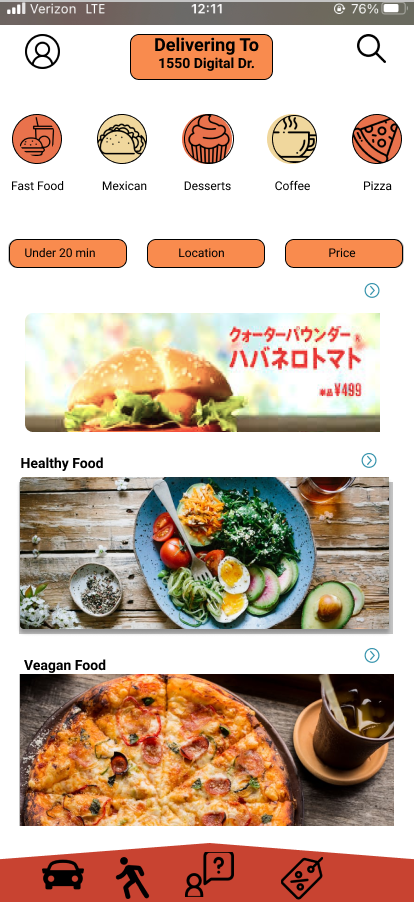 Verizon LTE 12:11 76%
Delivering To
1550 Digital Dr.
Fast Food Mexican Desserts Coffee Pizza
Under 20 min Location Price
クォーターパウンダー
ハバネロトマト
単品¥499
Healthy Food
Veagan Food